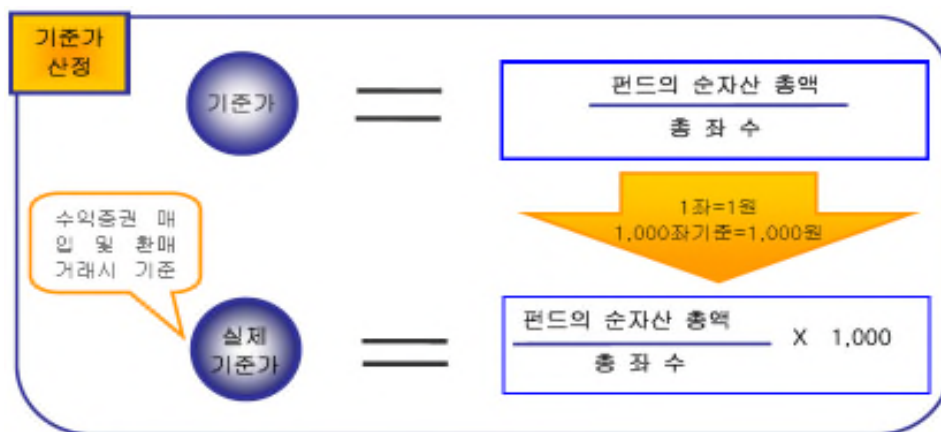 기준가
산정
기준가
펀드의 순자산 총액
총 좌 수
1좌=1원
1,000좌기준=1,000원
수익증권 매
입 및 환매
거래시 기준
실제
기준가
펀드의 순자산 총액
총 좌 수
X 1,000